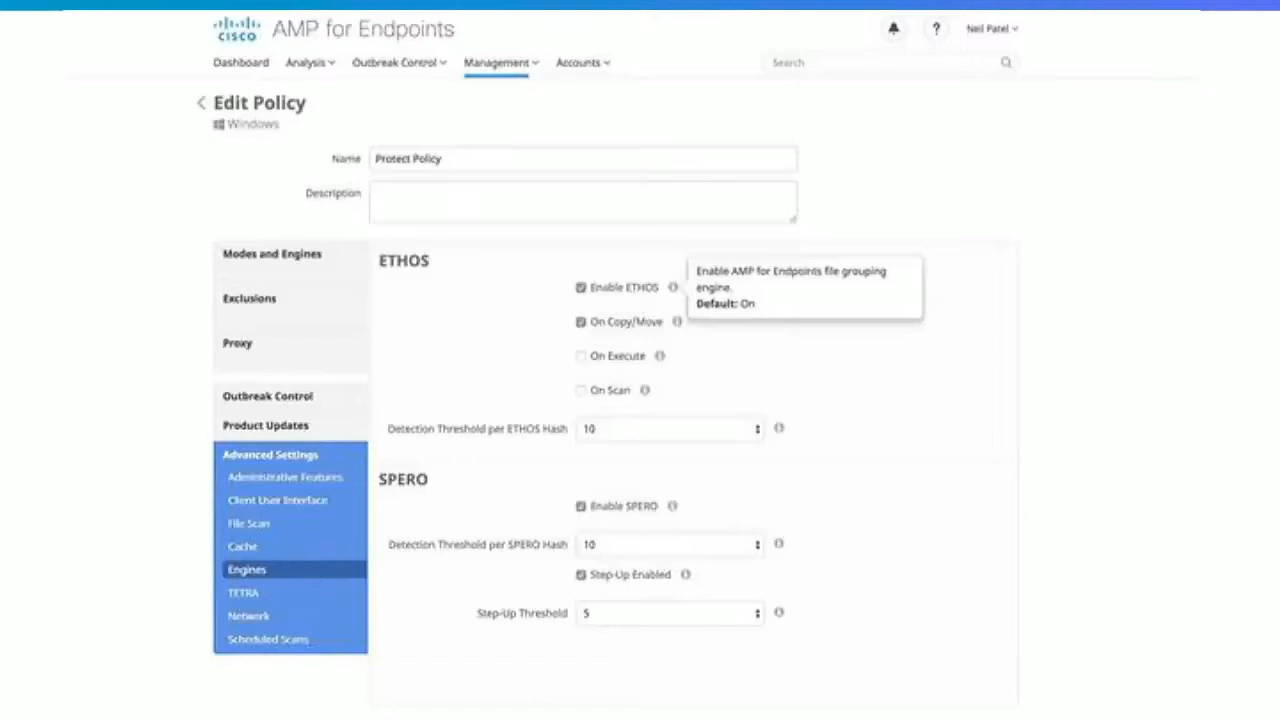 CISCO AMP for Endpoints
? Neil Patel
Dashboard Analysis Outbreak Control Management Accounts Search
Edit Policy
Windows
Name Protect Policy
Description
Modes and Engines
Exclusions
Proxy
Outbreak Control
Product Updates
Advanced Settings
Administrative Features
Client User Interface
File Scan
Cache
Engines
TETRA
Network
Scheduled Scans
ETHOS
Enable ETHOS
Enable AMP for Endpoints file grouping
engine.
Default: On
On Copy/Move
On Execute
On Scan
Detection Threshold per ETHOS Hash 10
SPERO
Enable SPERO
Detection Threshold per SPERO Hash 10
Step-Up Enabled
Step-Up Threshold 5